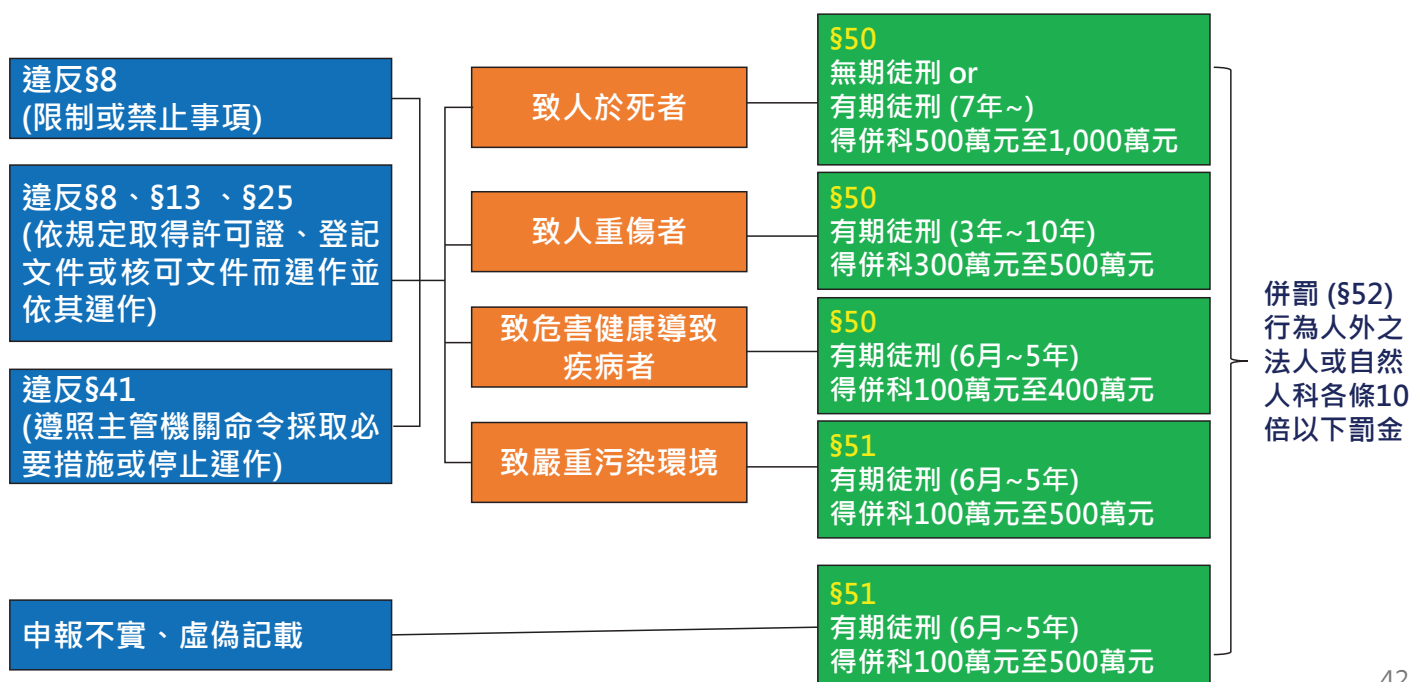 違反§8
(限制或禁止事項)
違反§8、§13 、§25
(依規定取得許可證、登記
文件或核可文件而運作並
依其運作)
違反§41
(遵照主管機關命令採取必
要措施或停止運作)
申報不實、虛偽記載
致人於死者
致人重傷者
致危害健康導致
疾病者
致嚴重污染環境
§50
無期徒刑 or
有期徒刑 (7年~)
得併科500萬元至1,000萬元
§50
有期徒刑 (3年~10年)
得併科300萬元至500萬元
§50
有期徒刑 (6月~5年)
得併科100萬元至400萬元
§51
有期徒刑 (6月~5年)
得併科100萬元至500萬元
§51
有期徒刑 (6月~5年)
得併科100萬元至500萬元
併罰 (§52)
行為人外之
法人或自然
人科各條10
倍以下罰金
42